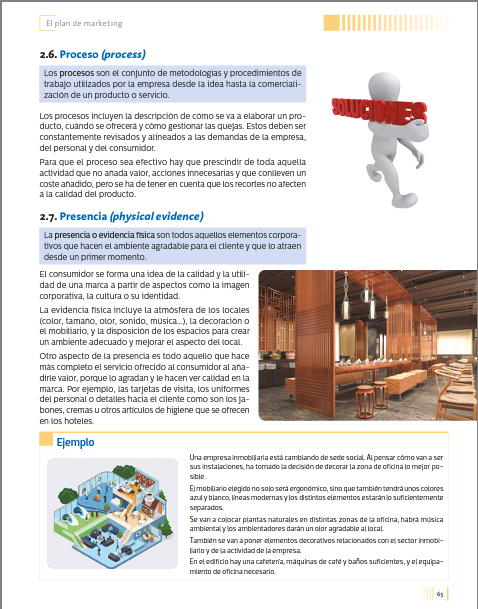 El plan de marketing
2.6. Proceso (process)
Los procesos son el conjunto de metodologías y procedimientos de
trabajo utilizados por la empresa desde la idea hasta la comerciali-
zación de un producto o servicio.
Los procesos incluyen la descripción de cómo se va a elaborar un pro-
ducto, cuándo se ofrecerá y cómo gestionar las quejas. Estos deben ser
constantemente revisados y alineados a las demandas de la empresa,
del personal y del consumidor.
Para que el proceso sea efectivo hay que prescindir de toda aquella
actividad que no añada valor, acciones innecesarias y que conlleven un
coste añadido, pero se ha de tener en cuenta que los recortes no afecten
a la calidad del producto.
SOLUCIONES
2.7. Presencia (physical evidence)
La presencia o evidencia física son todos aquellos elementos corpora-
tivos que hacen el ambiente agradable para el cliente y que lo atraen
desde un primer momento.
El consumidor se forma una idea de la calidad y la utili-
dad de una marca a partir de aspectos como la imagen
corporativa, la cultura o su identidad.
La evidencia física incluye la atmósfera de los locales
(color, tamaño, olor, sonido, música...), la decoración o
el mobiliario, y la disposición de los espacios para crear
un ambiente adecuado y mejorar el aspecto del local.
Otro aspecto de la presencia es todo aquello que hace
más completo el servicio ofrecido al consumidor al aña-
dirle valor, porque lo agradan y le hacen ver calidad en la
marca. Por ejemplo, las tarjetas de visita, los uniformes
del personal o detalles hacia el cliente como son los ja-
bones, cremas u otros artículos de higiene que se ofrecen
en los hoteles.
Ejemplo
Una empresa inmobiliaria está cambiando de sede social. Al pensar cómo van a ser
sus instalaciones, ha tomado la decisión de decorar la zona de oficina lo mejor po-
sible.
El mobiliario elegido no solo será ergonómico, sino que también tendrá unos colores
azul y blanco, líneas modernas y los distintos elementos estarán lo suficientemente
separados.
Se van a colocar plantas naturales en distintas zonas de la oficina, habrá música
ambiental y los ambientadores darán un olor agradable al local.
También se van a poner elementos decorativos relacionados con el sector inmobi-
liario y de la actividad de la empresa.
En el edificio hay una cafetería, máquinas de café y baños suficientes, y el equipa-
miento de oficina necesario.
65